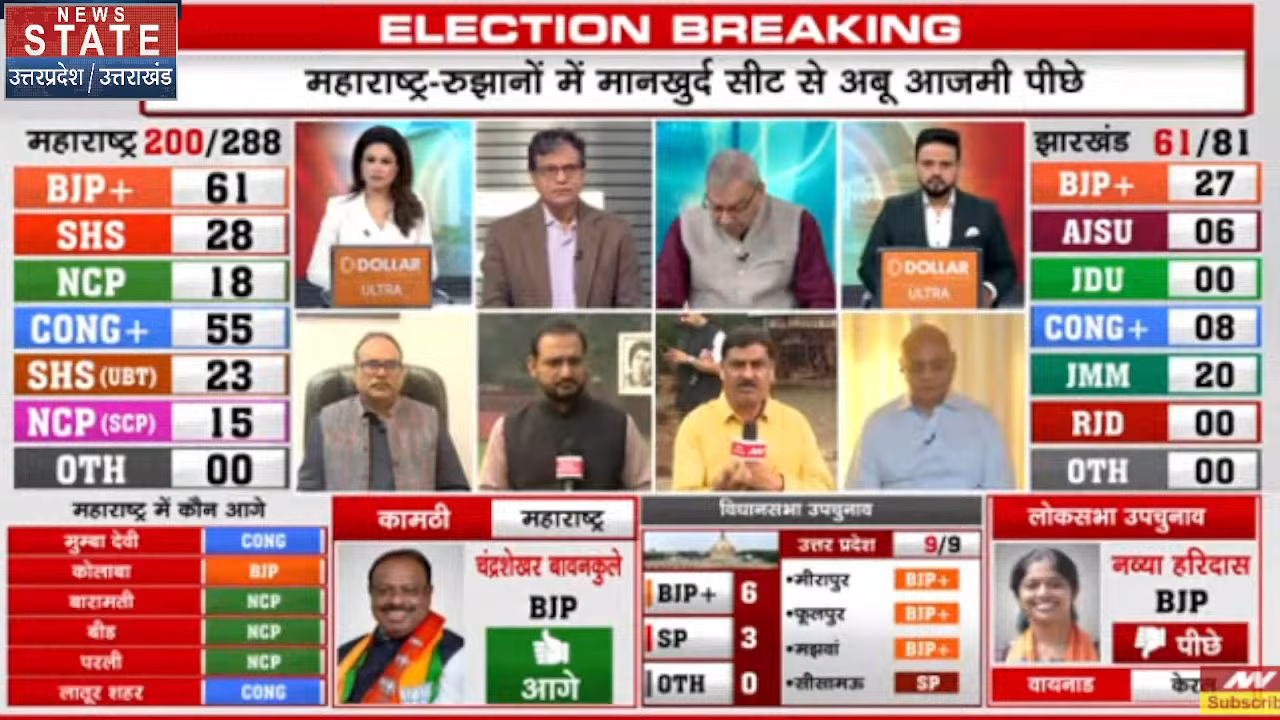 NEWS
STATE
उत्तरप्रदेश/उत्तराखंड
ELECTION BREAKING
महाराष्ट्र-रुझानों में मानखुर्द सीट से अबू आजमी पीछे
महाराष्ट्र 200/288
BJP+ 61
SHS 28
NCP 18
CONG+ 55
SHS (UBT) 23
NCP (SCP) 15
OTH 00
DOLLAR
ULTRA
DOLLAR
ULTRA
झारखंड 61/81
BJP+ 27
AJSU 06
JDU 00
CONG+ 08
JMM 20
RJD 00
OTH 00
महाराष्ट्र में कौन आगे
मुम्बा देवी CONG
कोलाबा BJP
बारामती NCP
बीड NCP
परली NCP
लातूर शहर CONG
कामठी महाराष्ट्र
चंद्रशेखर बावनकुले
BJP
आगे
विधानसभा उपचुनाव
उत्तर प्रदेश 9/9
BJP+ 6
SP 3
OTH 0
•मीरापुर BJP+
•फूलपुर BJP+
•मझवां BJP+
•सीसामऊ SP
लोकसभा उपचुनाव
नव्या हरिदास
BJP
पीछे
वायनाड
Subscrib